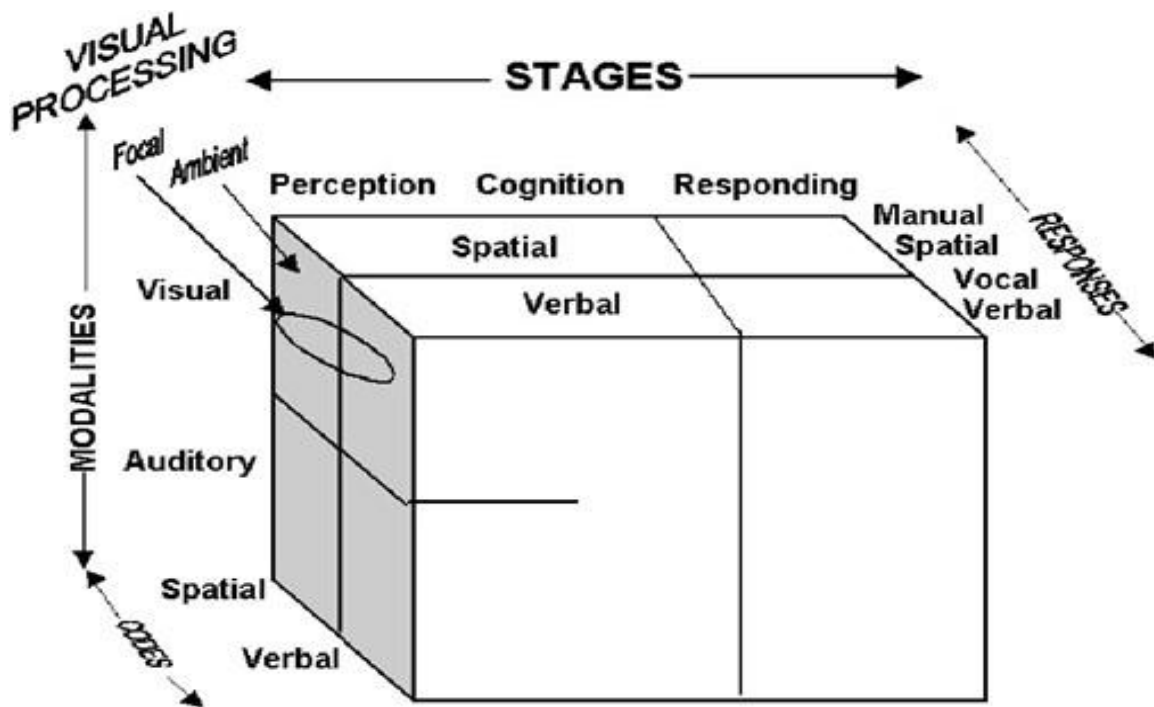 VISUAL
PROCESSING
STAGES
Focal
Ambient
Perception Cognition Responding
Manual
Spatial
Vocal
Verbal
RESPONSES
Spatial
Verbal
Visual
MODALITIES
Auditory
Spatial
Verbal
CODES